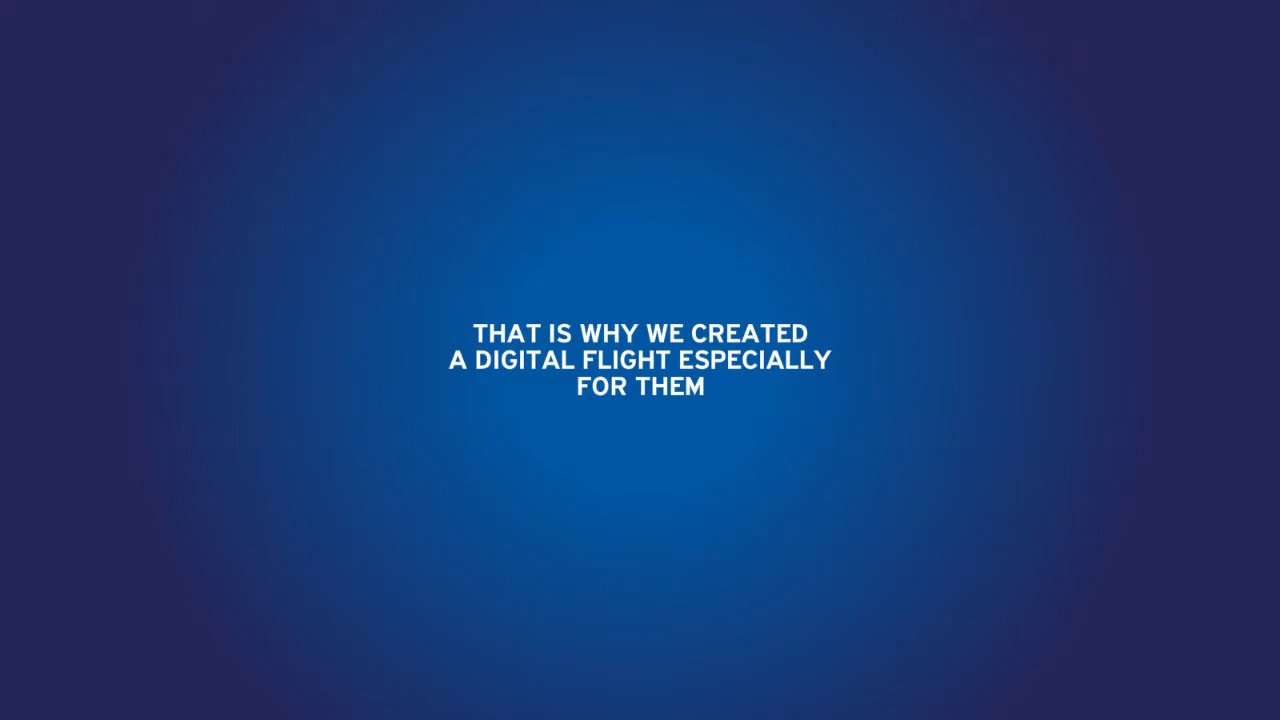 THAT IS WHY WE CREATED
A DIGITAL FLIGHT ESPECIALLY
FOR THEM